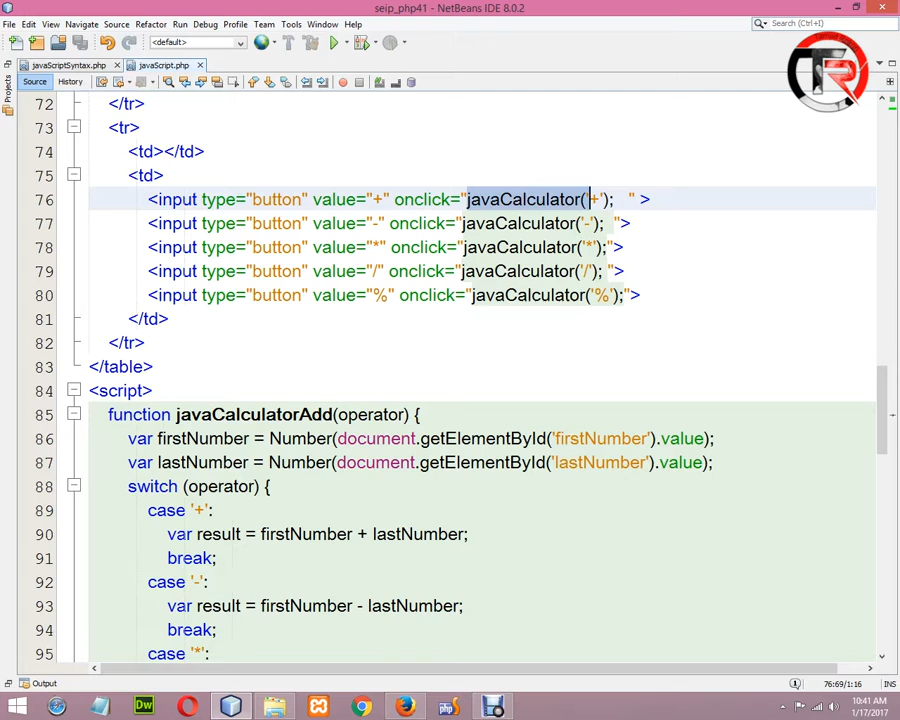 seip_php41 - NetBeans IDE 8.0.2
File Edit View Navigate Source Refactor Run Debug Profile Team Tools Window Help
<default>
Search (Ctrl+I)
javaScriptSyntax.php
javaScript.php
Source History
TR
Projects
72 </tr>
73 <tr>
74 <td></td>
75 <td>
76 <input type="button" value="+" onclick="javaCalculator('+');   " >
77 <input type="button" value="-" onclick="javaCalculator('-');  ">
78 <input type="button" value="*" onclick="javaCalculator('*');">
79 <input type="button" value="/" onclick="javaCalculator('/');  ">
80 <input type="button" value="%" onclick="javaCalculator('%');">
81 </td>
82 </tr>
83 </table>
84 <script>
85 function javaCalculatorAdd(operator) {
86 var firstNumber = Number(document.getElementById('firstNumber').value);
87 var lastNumber = Number(document.getElementById('lastNumber').value);
88 switch (operator) {
89 case '+':
90 var result = firstNumber + lastNumber;
91 break;
92 case '-':
93 var result = firstNumber - lastNumber;
94 break;
95 case '*':
Output
76:69/1:16 INS
Dw
php
10:41 AM
1/17/2017